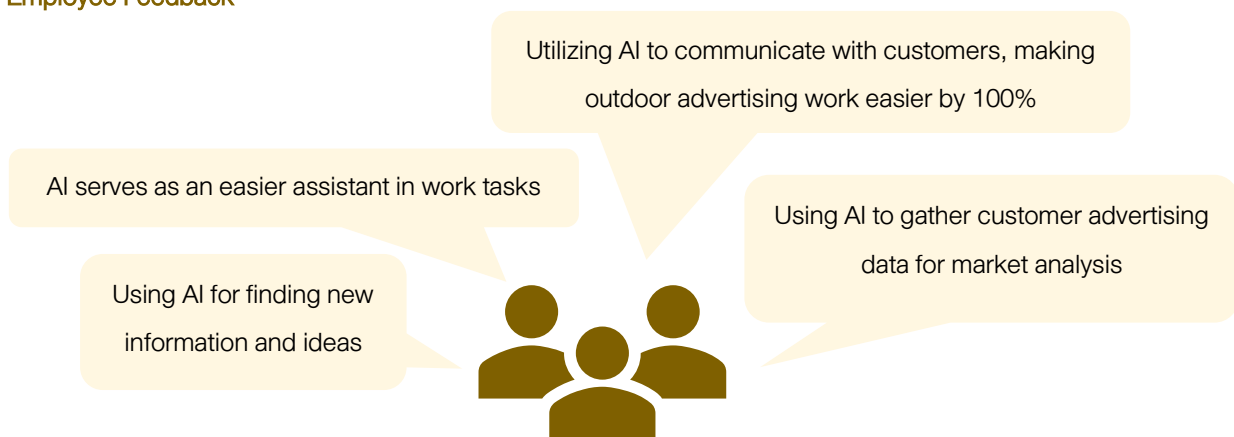 Employee Feedback
Utilizing AI to communicate with customers, making
outdoor advertising work easier by 100%
AI serves as an easier assistant in work tasks
Using AI to gather customer advertising
data for market analysis
Using AI for finding new
information and ideas